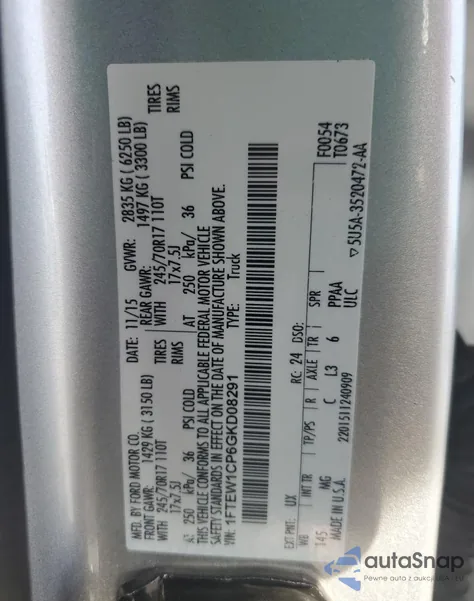 MFD. BY FORD MOTOR CO.
DATE: 11/15 GVWR: 2835 KG ( 6250 LB)
FRONT GAWR: 1429 KG ( 3150 LB) REAR GAWR: 1497 KG ( 3300 LB)
WITH 245/70R17 110T TIRES WITH 245/70R17 110T TIRES
17x7.5J RIMS 17x7.5J RIMS
AT 250 kPa/ 36 PSI COLD AT 250 kPa/ 36 PSI COLD
THIS VEHICLE CONFORMS TO ALL APPLICABLE FEDERAL MOTOR VEHICLE
SAFETY STANDARDS IN EFFECT ON THE DATE OF MANUFACTURE SHOWN ABOVE.
VIN: 1FTEW1CP6GKD08291 TYPE: Truck
F0054
T0673
EXT PNT: UX RC: 24 DSO:
WB INT TR TP/PS R AXLE TR SPR
145 MG C L3 6 PPAA
ULC
MADE IN U.S.A. 2201511240909
▽5U5A-3520472-AA
autoSnap
Pewne auto z aukcji USA